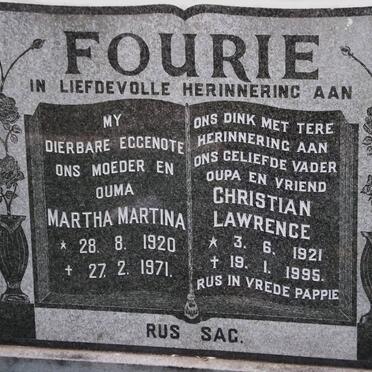 FOURIE
IN LIEFDEVOLLE HERINNERING AAN
MY
DIERBARE EGGENOTE
ONS MOEDER EN
OUMA
MARTHA MARTINA
* 28. 8. 1920
† 27. 2. 1971.
ONS DINK MET TERE
HERINNERING AAN
ONS GELIEFDE VADER
OUPA EN VRIEND
CHRISTIAN
LAWRENCE
* 3. 6. 1921
† 19. 1. 1995.
RUS IN VREDE PAPPIE
RUS SAG.